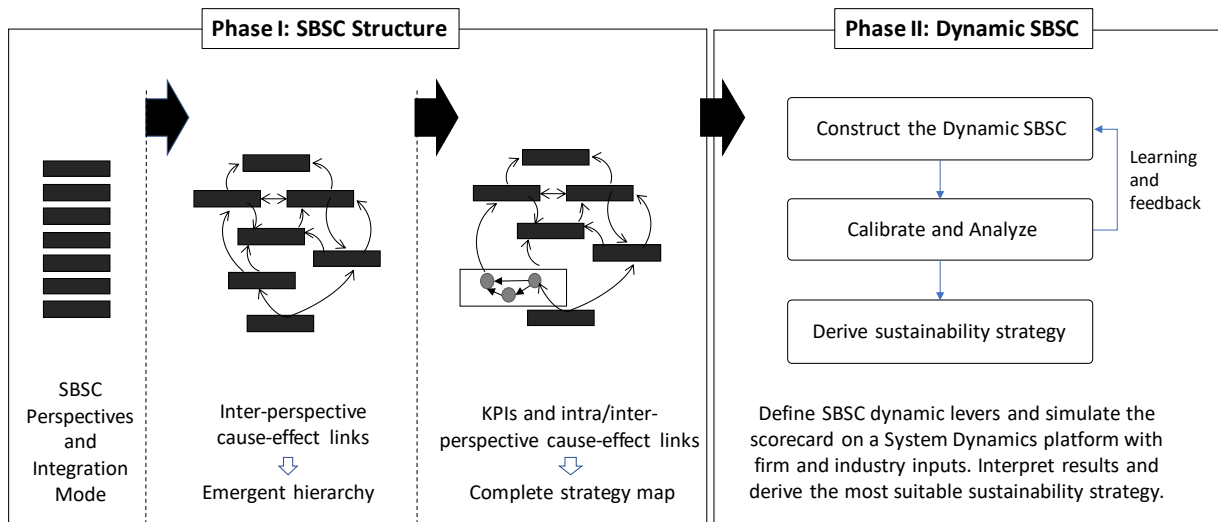 Phase I: SBSC Structure
SBSC
Perspectives
and
Integration
Mode
Inter-perspective
cause-effect links
Emergent hierarchy
KPIs and intra/inter-
perspective cause-effect links
Complete strategy map
Phase II: Dynamic SBSC
Construct the Dynamic SBSC
Calibrate and Analyze
Derive sustainability strategy
Learning
and
feedback
Define SBSC dynamic levers and simulate the
scorecard on a System Dynamics platform with
firm and industry inputs. Interpret results and
derive the most suitable sustainability strategy.